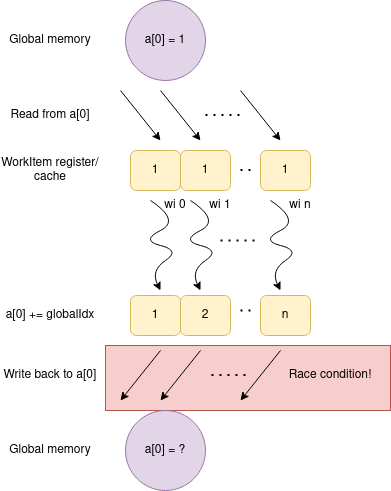 Global memory
a[0] = 1
Read from a[0]
WorkItem register/
cache
1
1
1
wi 0
wi 1
wi n
a[0] += globalIdx
1
2
n
Write back to a[0]
Race condition!
Global memory
a[0] = ?